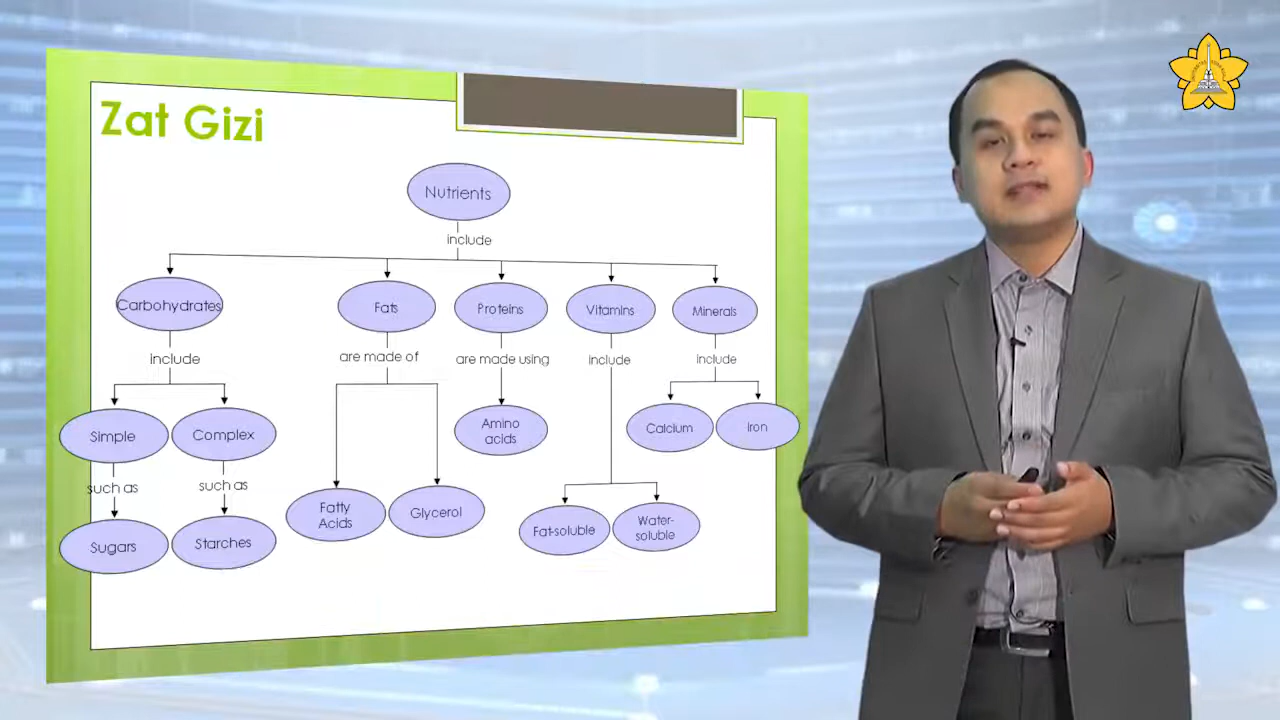 Zat Gizi
Nutrients
include
Carbohydrates
Fats
Proteins
Vitamins
Minerals
include
are made of
are made using
include
include
Simple
Complex
Amino
acids
Calcium
Iron
such as
such as
Sugars
Starches
Fatty
Acids
Glycerol
Fat-soluble
Water-
soluble